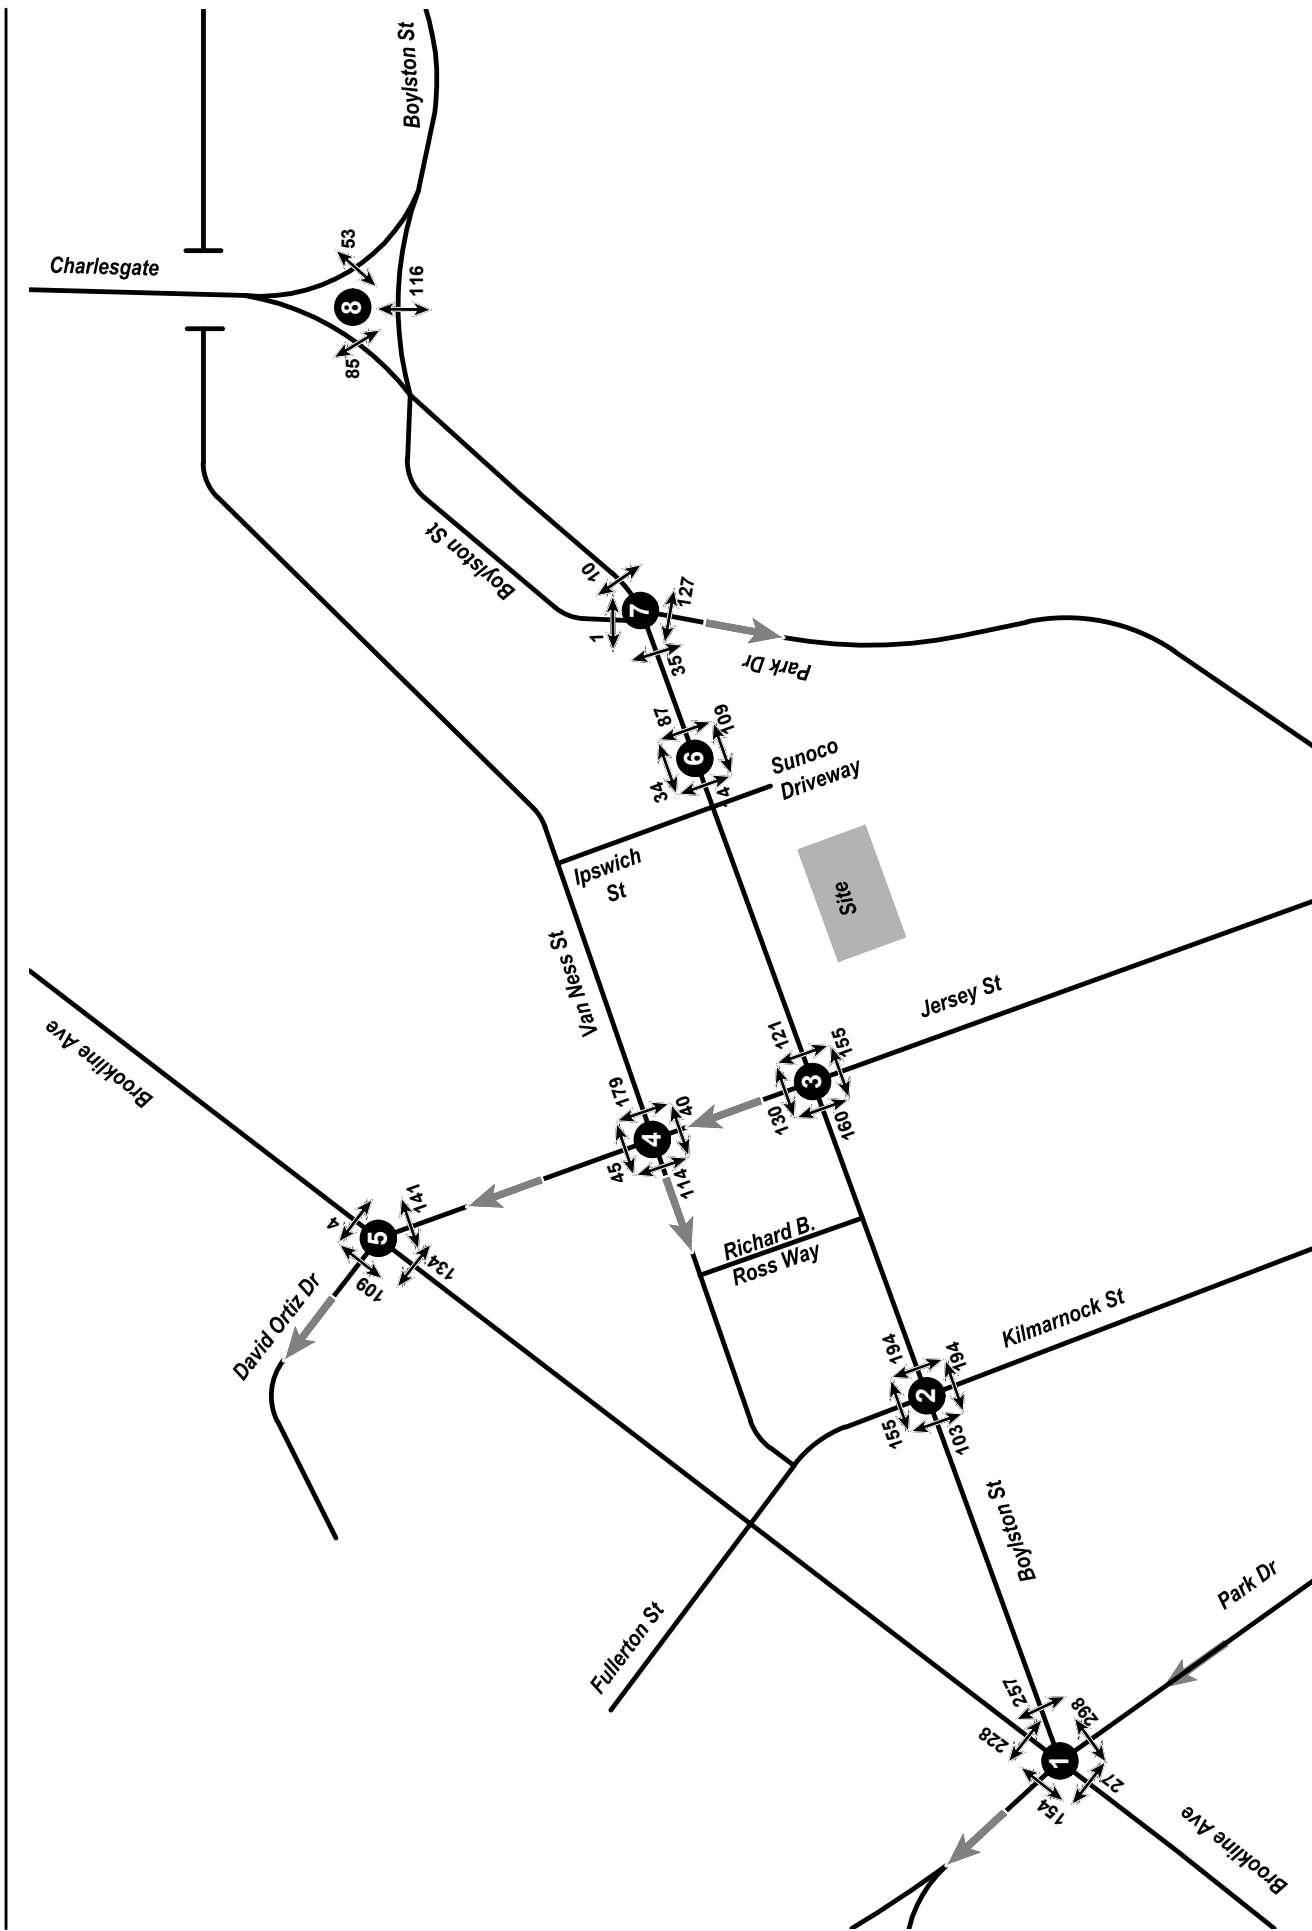 Boylston St
Charlesgate
53
8
116
85
Boylston St
10
7
127
1
35
Park Dr
87
109
6
34
4
Sunoco
Driveway
Ipswich
St
Site
Van Ness St
Brookline Ave
Jersey St
121
155
3
130
160
179
40
4
45
114
141
4
5
134
109
David Ortiz Dr
Richard B.
Ross Way
Kilmarnock St
194
194
2
155
103
Boylston St
Park Dr
Fullerton St
257
298
228
1
27
154
Brookline Ave